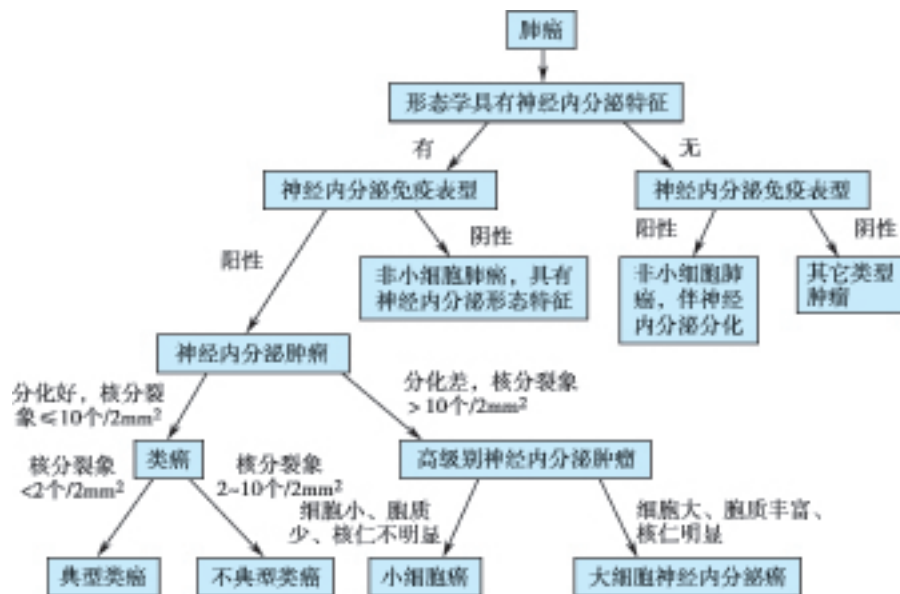 肺癌
形态学具有神经内分泌特征
有
无
神经内分泌免疫表型
神经内分泌免疫表型
阳性
阴性
阳性
阴性
非小细胞肺癌，具有
神经内分泌形态特征
非小细胞肺
癌，伴神经
内分泌分化
其它类型
肿瘤
神经内分泌肿瘤
分化好，核分裂
象≤10个/2mm²
分化差，核分裂象
>10个/2mm²
类癌
高级别神经内分泌肿瘤
核分裂象
<2个/2mm²
核分裂象
2~10个/2mm²
细胞小、胞质
少、核仁不明显
细胞大、胞质丰富、
核仁明显
典型类癌
不典型类癌
小细胞癌
大细胞神经内分泌癌